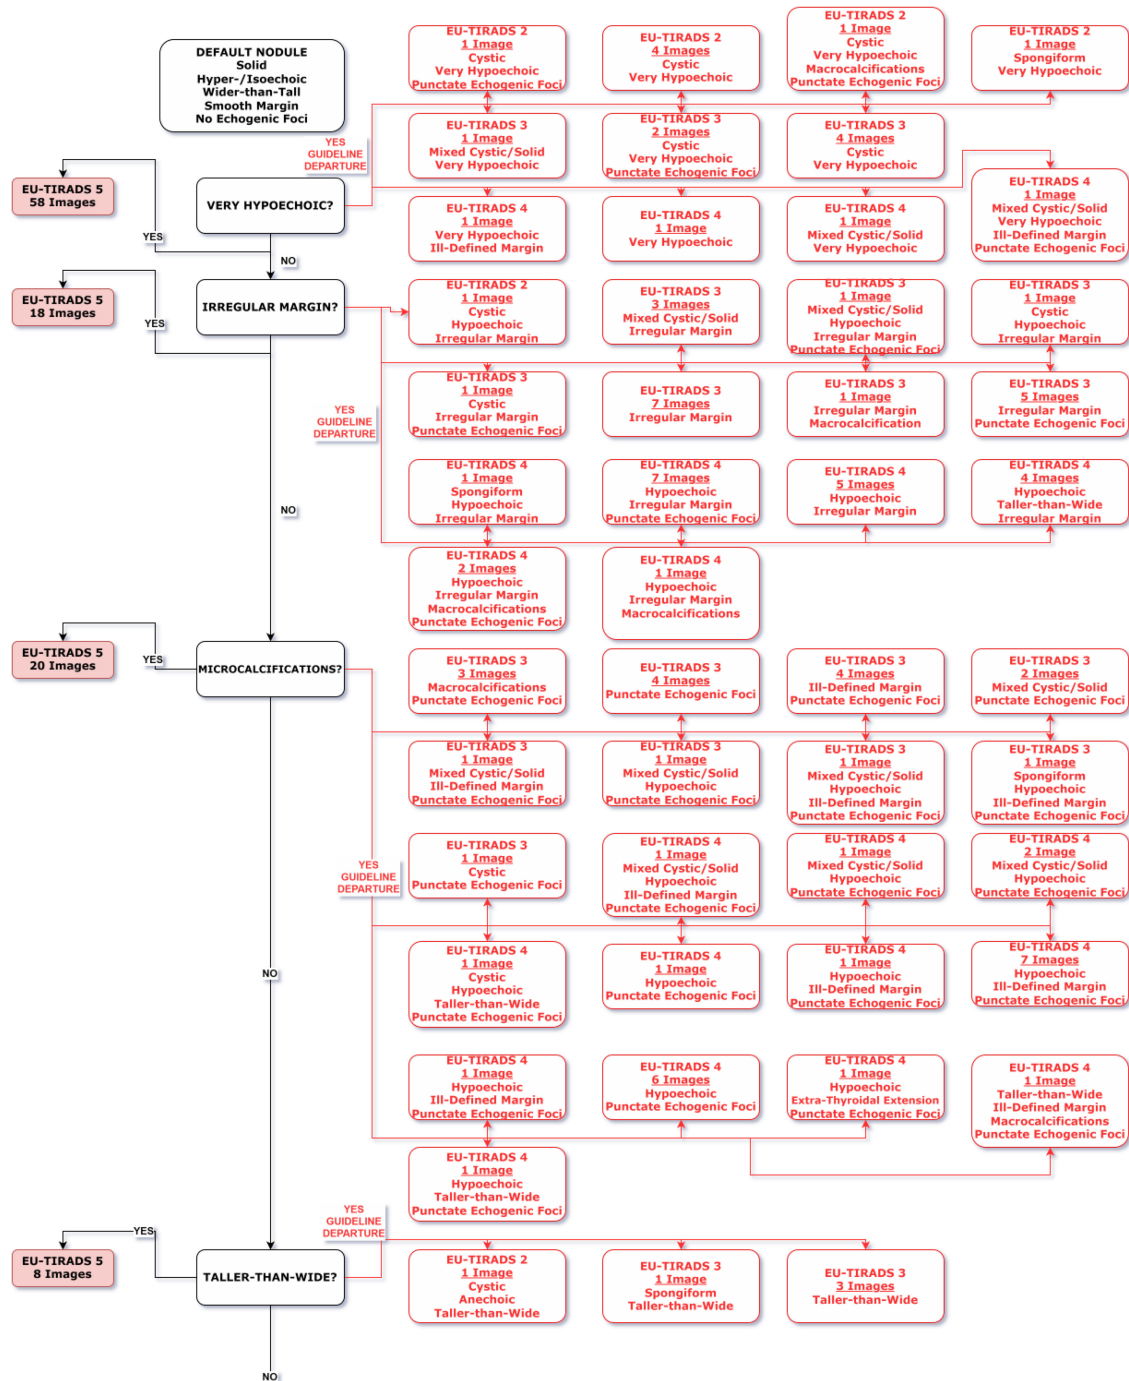 DEFAULT NODULE
Solid
Hyper-/Isoechoic
Wider-than-Tall
Smooth Margin
No Echogenic Foci
EU-TIRADS 2
1 Image
Cystic
Very Hypoechoic
Punctate Echogenic Foci
EU-TIRADS 2
4 Images
Cystic
Very Hypoechoic
EU-TIRADS 2
1 Image
Cystic
Very Hypoechoic
Macrocalcifications
Punctate Echogenic Foci
EU-TIRADS 2
1 Image
Spongiform
Very Hypoechoic
YES
GUIDELINE
DEPARTURE
EU-TIRADS 3
1 Image
Mixed Cystic/Solid
Very Hypoechoic
EU-TIRADS 3
2 Images
Cystic
Very Hypoechoic
Punctate Echogenic Foci
EU-TIRADS 3
4 Images
Cystic
Very Hypoechoic
EU-TIRADS 5
58 Images
YES
VERY HYPOECHOIC?
NO
EU-TIRADS 4
1 Image
Very Hypoechoic
Ill-Defined Margin
EU-TIRADS 4
1 Image
Very Hypoechoic
EU-TIRADS 4
1 Image
Mixed Cystic/Solid
Very Hypoechoic
EU-TIRADS 4
1 Image
Mixed Cystic/Solid
Very Hypoechoic
Ill-Defined Margin
Punctate Echogenic Foci
EU-TIRADS 5
18 Images
YES
IRREGULAR MARGIN?
EU-TIRADS 2
1 Image
Cystic
Hypoechoic
Irregular Margin
EU-TIRADS 3
3 Images
Mixed Cystic/Solid
Irregular Margin
EU-TIRADS 3
1 Image
Mixed Cystic/Solid
Hypoechoic
Irregular Margin
Punctate Echogenic Foci
EU-TIRADS 3
1 Image
Cystic
Hypoechoic
Irregular Margin
YES
GUIDELINE
DEPARTURE
EU-TIRADS 3
1 Image
Cystic
Irregular Margin
Punctate Echogenic Foci
EU-TIRADS 3
7 Images
Irregular Margin
EU-TIRADS 3
1 Image
Irregular Margin
Macrocalcification
EU-TIRADS 3
5 Images
Irregular Margin
Punctate Echogenic Foci
NO
EU-TIRADS 4
1 Image
Spongiform
Hypoechoic
Irregular Margin
EU-TIRADS 4
7 Images
Hypoechoic
Irregular Margin
Punctate Echogenic Foci
EU-TIRADS 4
5 Images
Hypoechoic
Irregular Margin
EU-TIRADS 4
4 Images
Hypoechoic
Taller-than-Wide
Irregular Margin
EU-TIRADS 4
2 Images
Hypoechoic
Irregular Margin
Macrocalcifications
Punctate Echogenic Foci
EU-TIRADS 4
1 Image
Hypoechoic
Irregular Margin
Macrocalcifications
EU-TIRADS 5
20 Images
YES
MICROCALCIFICATIONS?
EU-TIRADS 3
3 Images
Macrocalcifications
Punctate Echogenic Foci
EU-TIRADS 3
4 Images
Punctate Echogenic Foci
EU-TIRADS 3
4 Images
Ill-Defined Margin
Punctate Echogenic Foci
EU-TIRADS 3
2 Images
Mixed Cystic/Solid
Punctate Echogenic Foci
EU-TIRADS 3
1 Image
Mixed Cystic/Solid
Ill-Defined Margin
Punctate Echogenic Foci
EU-TIRADS 3
1 Image
Mixed Cystic/Solid
Hypoechoic
Punctate Echogenic Foci
EU-TIRADS 3
1 Image
Mixed Cystic/Solid
Hypoechoic
Ill-Defined Margin
Punctate Echogenic Foci
EU-TIRADS 3
1 Image
Spongiform
Hypoechoic
Ill-Defined Margin
Punctate Echogenic Foci
YES
GUIDELINE
DEPARTURE
EU-TIRADS 3
1 Image
Cystic
Punctate Echogenic Foci
EU-TIRADS 4
1 Image
Mixed Cystic/Solid
Hypoechoic
Ill-Defined Margin
Punctate Echogenic Foci
EU-TIRADS 4
1 Image
Mixed Cystic/Solid
Hypoechoic
Punctate Echogenic Foci
EU-TIRADS 4
2 Image
Mixed Cystic/Solid
Hypoechoic
Punctate Echogenic Foci
NO
EU-TIRADS 4
1 Image
Cystic
Hypoechoic
Taller-than-Wide
Punctate Echogenic Foci
EU-TIRADS 4
1 Image
Hypoechoic
Punctate Echogenic Foci
EU-TIRADS 4
1 Image
Hypoechoic
Ill-Defined Margin
Punctate Echogenic Foci
EU-TIRADS 4
7 Images
Hypoechoic
Ill-Defined Margin
Punctate Echogenic Foci
EU-TIRADS 4
1 Image
Hypoechoic
Ill-Defined Margin
Punctate Echogenic Foci
EU-TIRADS 4
6 Images
Hypoechoic
Punctate Echogenic Foci
EU-TIRADS 4
1 Image
Hypoechoic
Extra-Thyroidal Extension
Punctate Echogenic Foci
EU-TIRADS 4
1 Image
Taller-than-Wide
Ill-Defined Margin
Macrocalcifications
Punctate Echogenic Foci
EU-TIRADS 4
1 Image
Hypoechoic
Taller-than-Wide
Punctate Echogenic Foci
YES
GUIDELINE
DEPARTURE
YES
EU-TIRADS 5
8 Images
TALLER-THAN-WIDE?
EU-TIRADS 2
1 Image
Cystic
Anechoic
Taller-than-Wide
EU-TIRADS 3
1 Image
Spongiform
Taller-than-Wide
EU-TIRADS 3
3 Images
Taller-than-Wide
NO